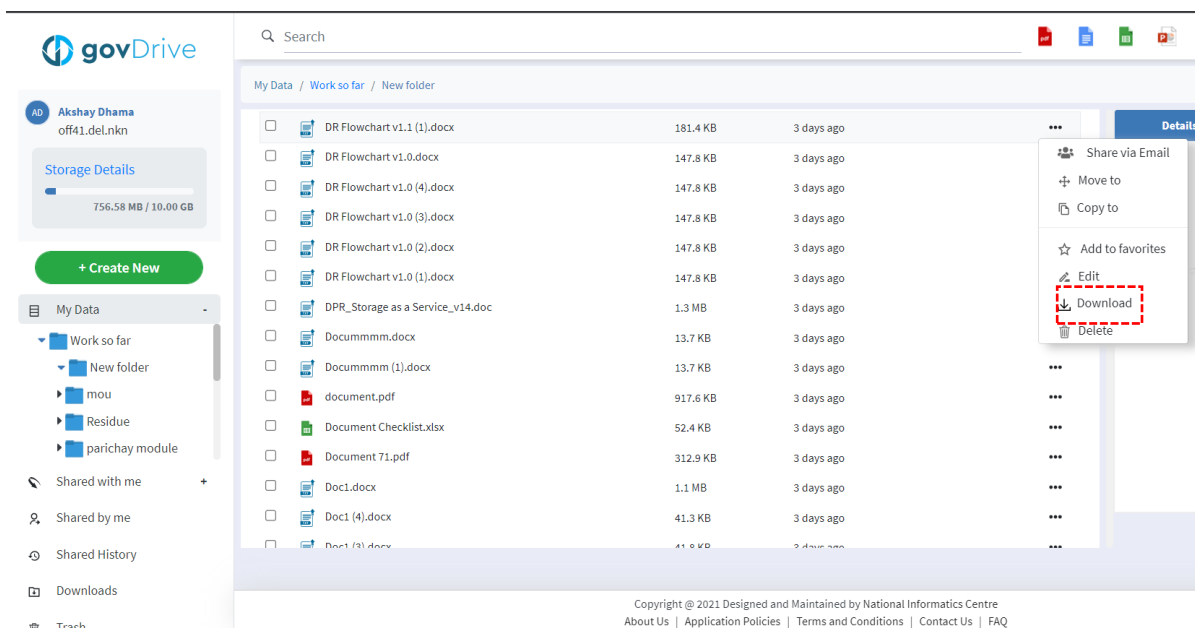 govDrive
Search
AD
Akshay Dhama
off41.del.nkn
Storage Details
756.58 MB / 10.00 GB
+ Create New
My Data -
Work so far
New folder
mou
Residue
parichay module
Shared with me +
Shared by me
Shared History
Downloads
Trash
My Data / Work so far / New folder
DR Flowchart v1.1 (1).docx 181.4 KB 3 days ago
DR Flowchart v1.0.docx 147.8 KB 3 days ago
DR Flowchart v1.0 (4).docx 147.8 KB 3 days ago
DR Flowchart v1.0 (3).docx 147.8 KB 3 days ago
DR Flowchart v1.0 (2).docx 147.8 KB 3 days ago
DR Flowchart v1.0 (1).docx 147.8 KB 3 days ago
DPR_Storage as a Service_v14.doc 1.3 MB 3 days ago
Docummmm.docx 13.7 KB 3 days ago
Docummmm (1).docx 13.7 KB 3 days ago
document.pdf 917.6 KB 3 days ago
Document Checklist.xlsx 52.4 KB 3 days ago
Document 71.pdf 312.9 KB 3 days ago
Doc1.docx 1.1 MB 3 days ago
Doc1 (4).docx 41.3 KB 3 days ago
Doc1 (3).docx 41.8 KB 3 days ago
Details
Share via Email
Move to
Copy to
Add to favorites
Edit
Download
Delete
Copyright @ 2021 Designed and Maintained by National Informatics Centre
About Us | Application Policies | Terms and Conditions | Contact Us | FAQ